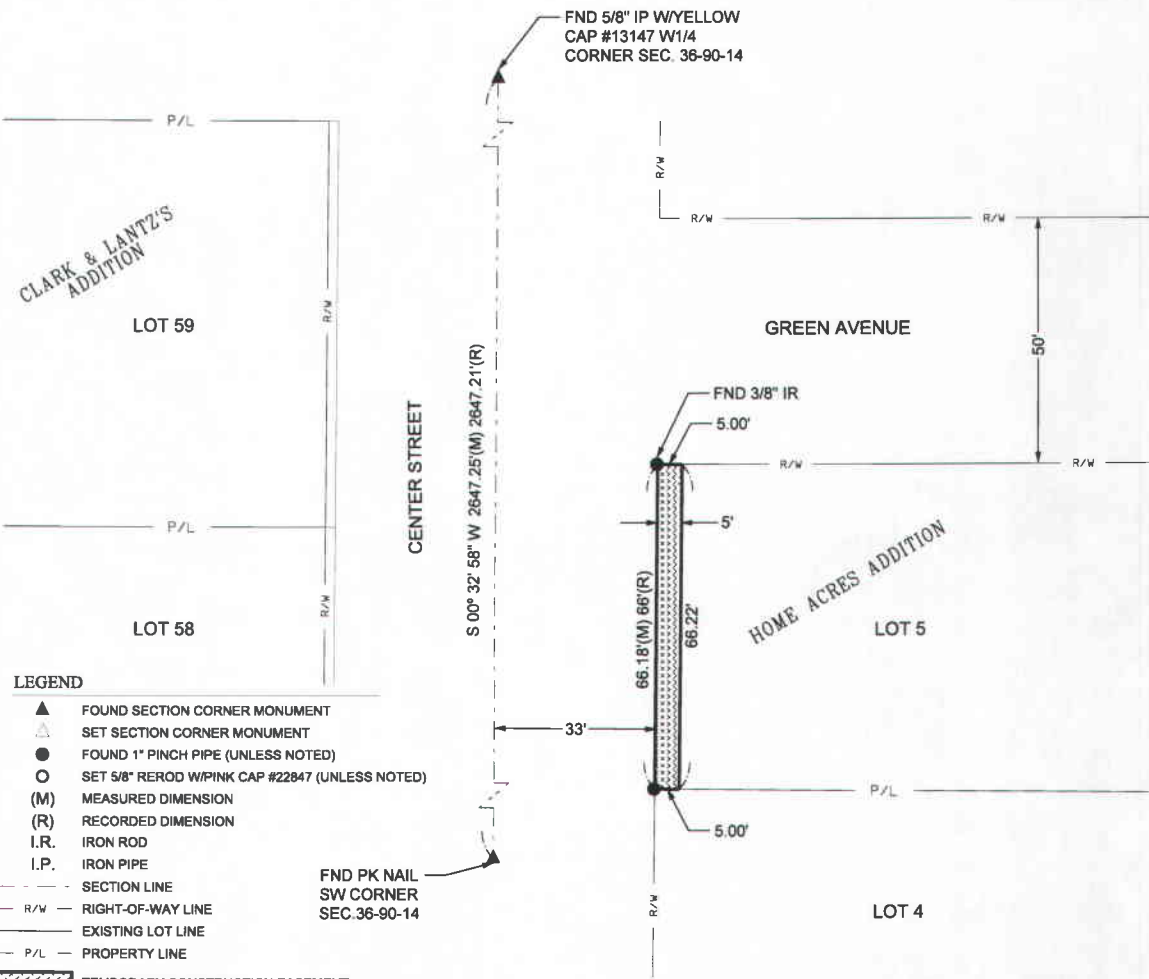 FND 5/8" IP W/YELLOW
CAP #13147 W1/4
CORNER SEC. 36-90-14
P/L
R/W
R/W
R/W
CLARK & LANTZ'S
ADDITION
LOT 59
R/W
GREEN AVENUE
50'
CENTER STREET
S 00° 32' 58" W 2647.25'(M) 2647.21'(R)
FND 3/8" IR
5.00'
R/W
R/W
P/L
5'
HOME ACRES ADDITION
66.18'(M) 66'(R)
66.22'
R/W
LOT 58
LOT 5
33'
P/L
5.00'
FND PK NAIL
SW CORNER
SEC.36-90-14
R/W
LOT 4
LEGEND
FOUND SECTION CORNER MONUMENT
SET SECTION CORNER MONUMENT
FOUND 1" PINCH PIPE (UNLESS NOTED)
SET 5/8" REROD W/PINK CAP #22847 (UNLESS NOTED)
(M) MEASURED DIMENSION
(R) RECORDED DIMENSION
I.R. IRON ROD
I.P. IRON PIPE
SECTION LINE
R/W RIGHT-OF-WAY LINE
EXISTING LOT LINE
P/L PROPERTY LINE
TEMPORARY CONSTRUCTION EASEMENT